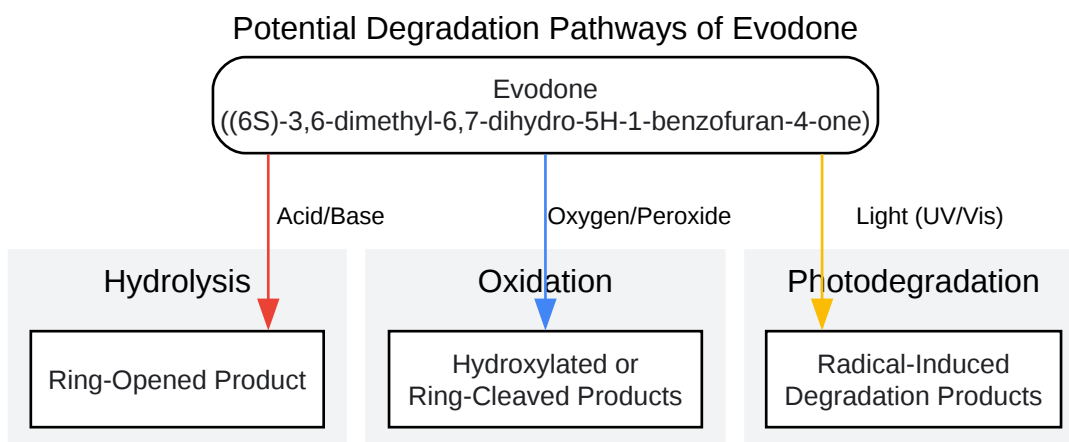 Potential Degradation Pathways of Evodone
Evodone
((6S)-3,6-dimethyl-6,7-dihydro-5H-1-benzofuran-4-one)
Acid/Base
Oxygen/Peroxide
Light (UV/Vis)
Hydrolysis
Oxidation
Photodegradation
Ring-Opened Product
Hydroxylated or
Ring-Cleaved Products
Radical-Induced
Degradation Products